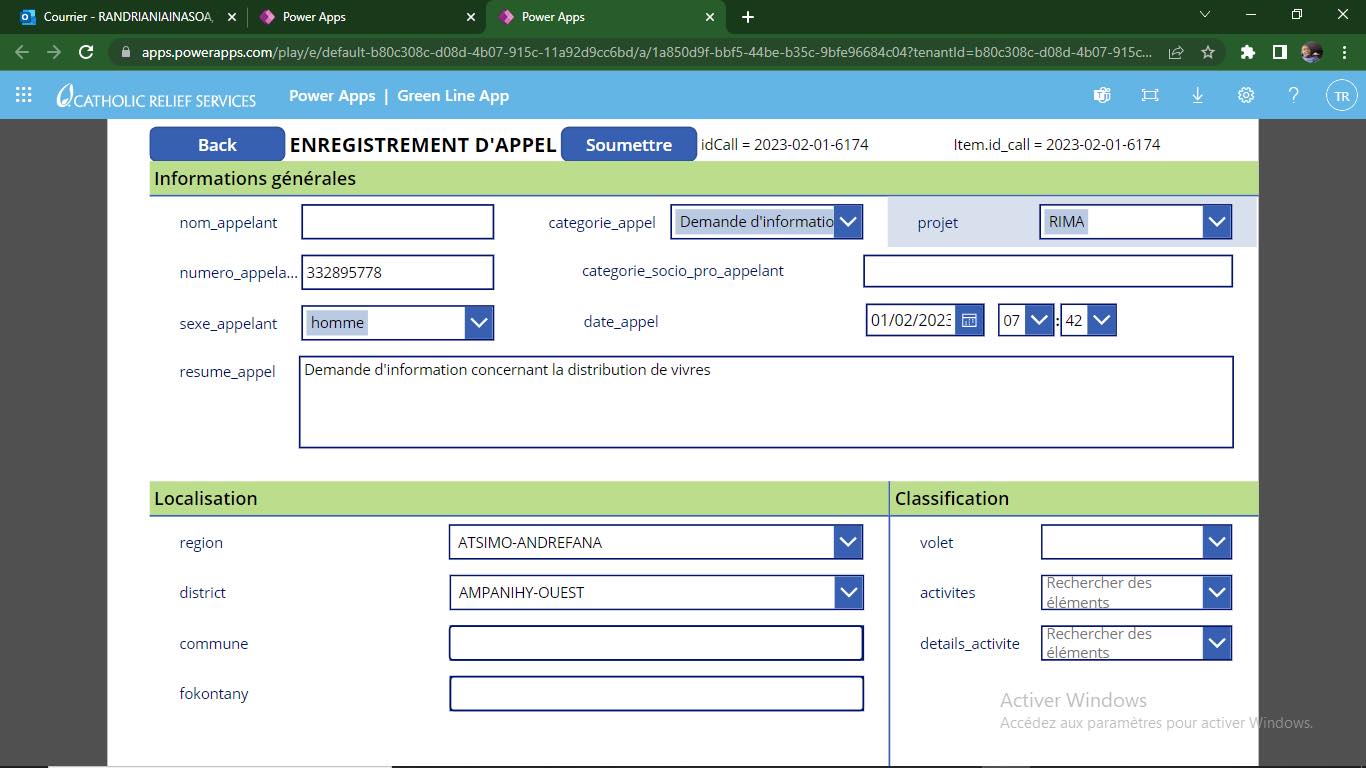 Courrier - RANDRIANIAINASOA,
Power Apps
Power Apps
apps.powerapps.com/play/e/default-b80c308c-d08d-4b07-915c-11a92d9cc6bd/a/1a850d9f-bbf5-44be-b35c-9bfe96684c04?tenantId=b80c308c-d08d-4b07-915c...
CATHOLIC RELIEF SERVICES Power Apps | Green Line App ? TR
Back ENREGISTREMENT D'APPEL Soumettre idCall = 2023-02-01-6174 Item.id_call = 2023-02-01-6174
Informations générales
nom_appelant categorie_appel Demande d'informatio projet RIMA
numero_appela... 332895778 categorie_socio_pro_appelant
sexe_appelant homme date_appel 01/02/2023 07 : 42
resume_appel Demande d'information concernant la distribution de vivres
Localisation Classification
region ATSIMO-ANDREFANA volet
district AMPANIHY-OUEST activites Rechercher des
éléments
commune details_activite Rechercher des
éléments
fokontany
Activer Windows
Accédez aux paramètres pour activer Windows.